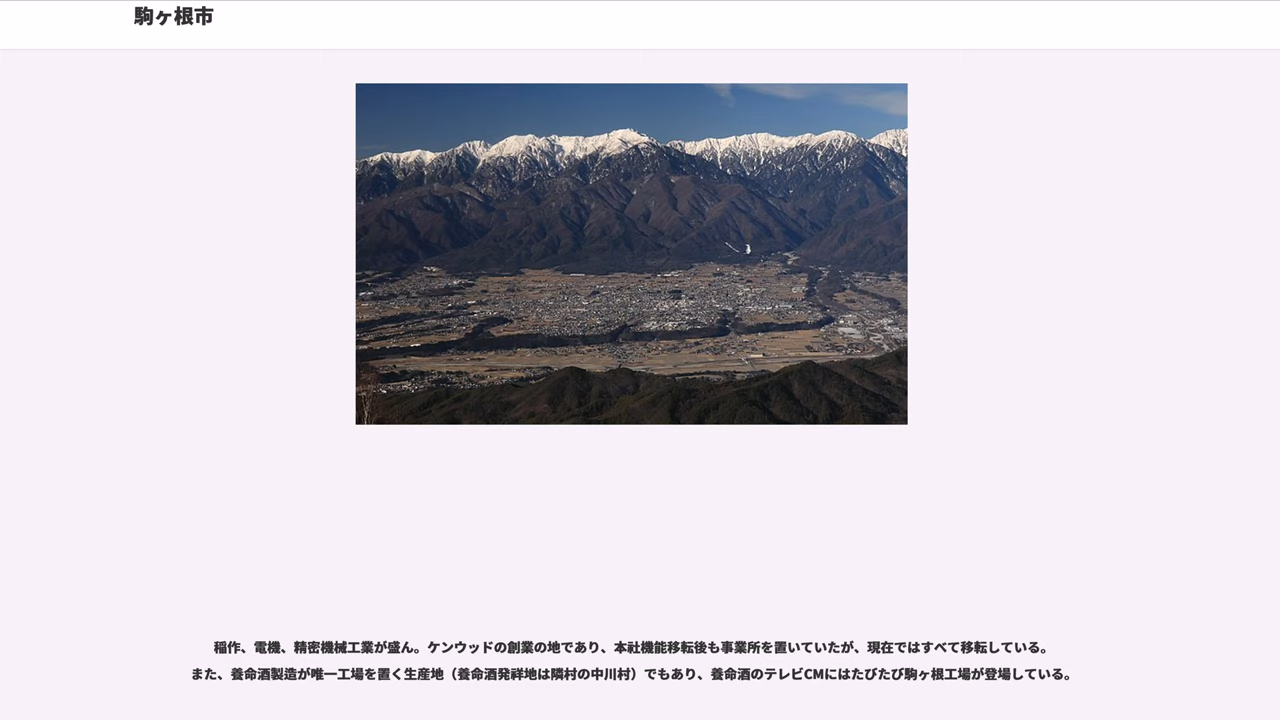 駒ヶ根市
稲作、電機、精密機械工業が盛ん。ケンウッドの創業の地であり、本社機能移転後も事業所を置いていたが、現在ではすべて移転している。
また、養命酒製造が唯一工場を置く生産地（養命酒発祥地は隣村の中川村）でもあり、養命酒のテレビCMにはたびたび駒ヶ根工場が登場している。